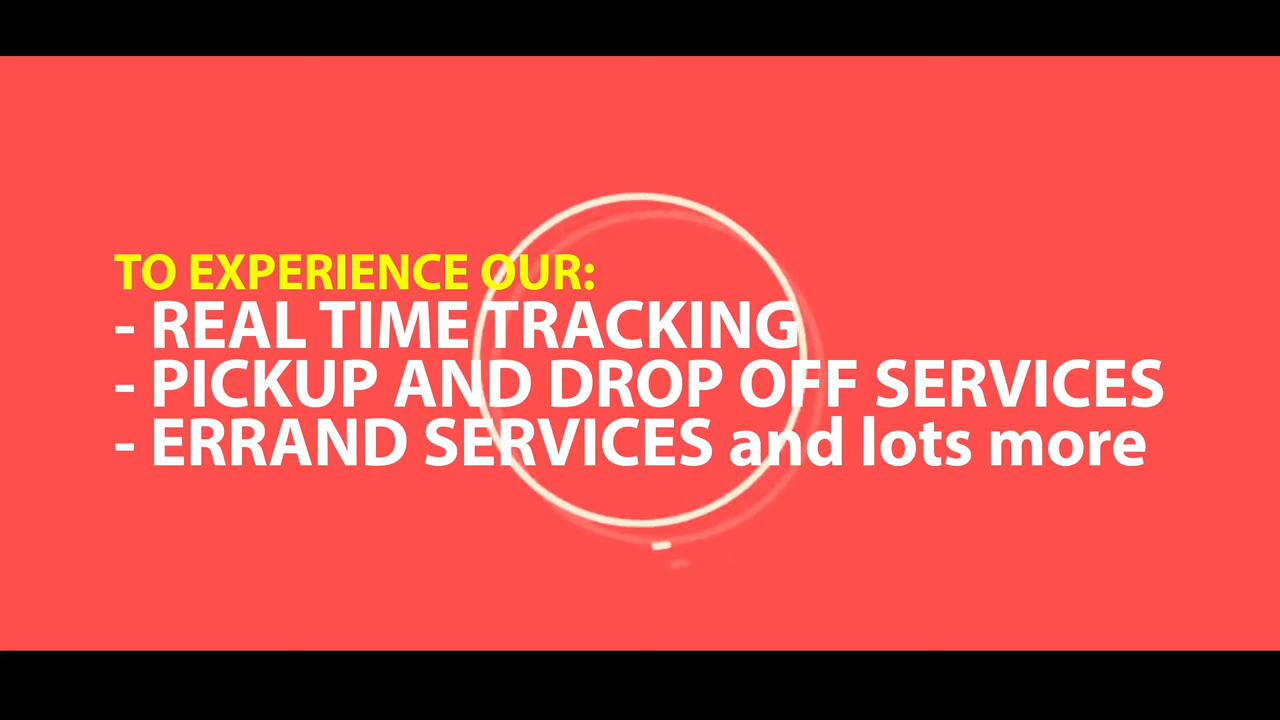 TO EXPERIENCE OUR:
- REAL TIME TRACKING
- PICKUP AND DROP OFF SERVICES
- ERRAND SERVICES and lots more